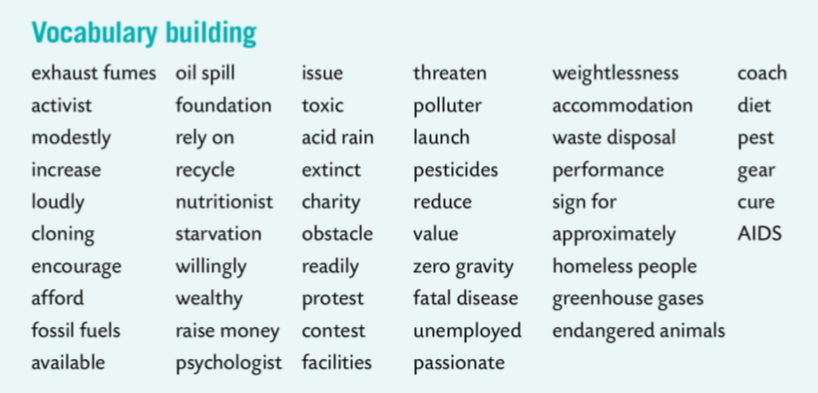 Vocabulary building
exhaust fumes oil spill issue threaten weightlessness coach
activist foundation toxic polluter accommodation diet
modestly rely on acid rain launch waste disposal pest
increase recycle extinct pesticides performance gear
loudly nutritionist charity reduce sign for cure
cloning starvation obstacle value approximately AIDS
encourage willingly readily zero gravity homeless people
afford wealthy protest fatal disease greenhouse gases
fossil fuels raise money contest unemployed endangered animals
available psychologist facilities passionate